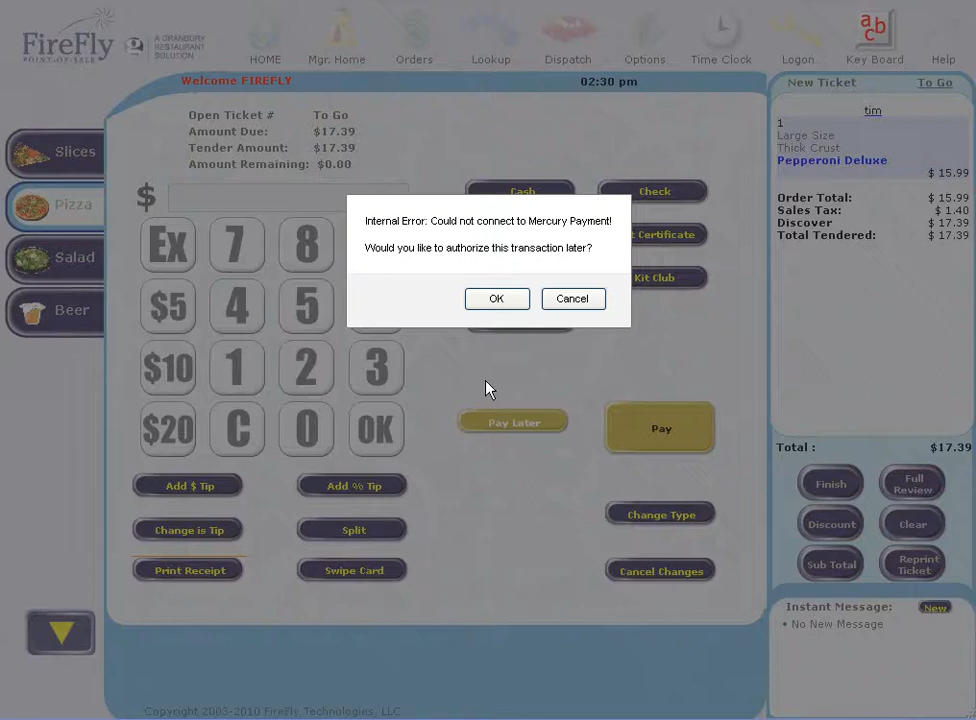 FireFly
POINT-OF-SALE
A GRANBURY
RESTAURANT
SOLUTION
HOME
Mgr. Home
Orders
Lookup
Dispatch
Options
Time Clock
Logon
abc
Key Board
Help
Welcome FIREFLY
02:30 pm
New Ticket
To Go
Open Ticket #
To Go
Amount Due:
$17.39
Tender Amount:
$17.39
Amount Remaining:
$0.00
$
Slices
Pizza
Salad
Beer
Cash
Check
t Certificate
Kit Club
Internal Error: Could not connect to Mercury Payment!
Would you like to authorize this transaction later?
OK
Cancel
Ex
7
8
$5
4
5
$10
1
2
3
$20
C
0
OK
Pay Later
Pay
Add $ Tip
Add % Tip
Change is Tip
Split
Change Type
Print Receipt
Swipe Card
Cancel Changes
tim
1
Large Size
Thick Crust
Pepperoni Deluxe
$ 15.99
Order Total:
$ 15.99
Sales Tax:
$ 1.40
Discover
$ 17.39
Total Tendered:
$ 17.39
Total :
$17.39
Finish
Full
Review
Discount
Clear
Sub Total
Reprint
Ticket
Instant Message:
New
• No New Message
Copyright 2003-2010 FireFly Technologies, LLC